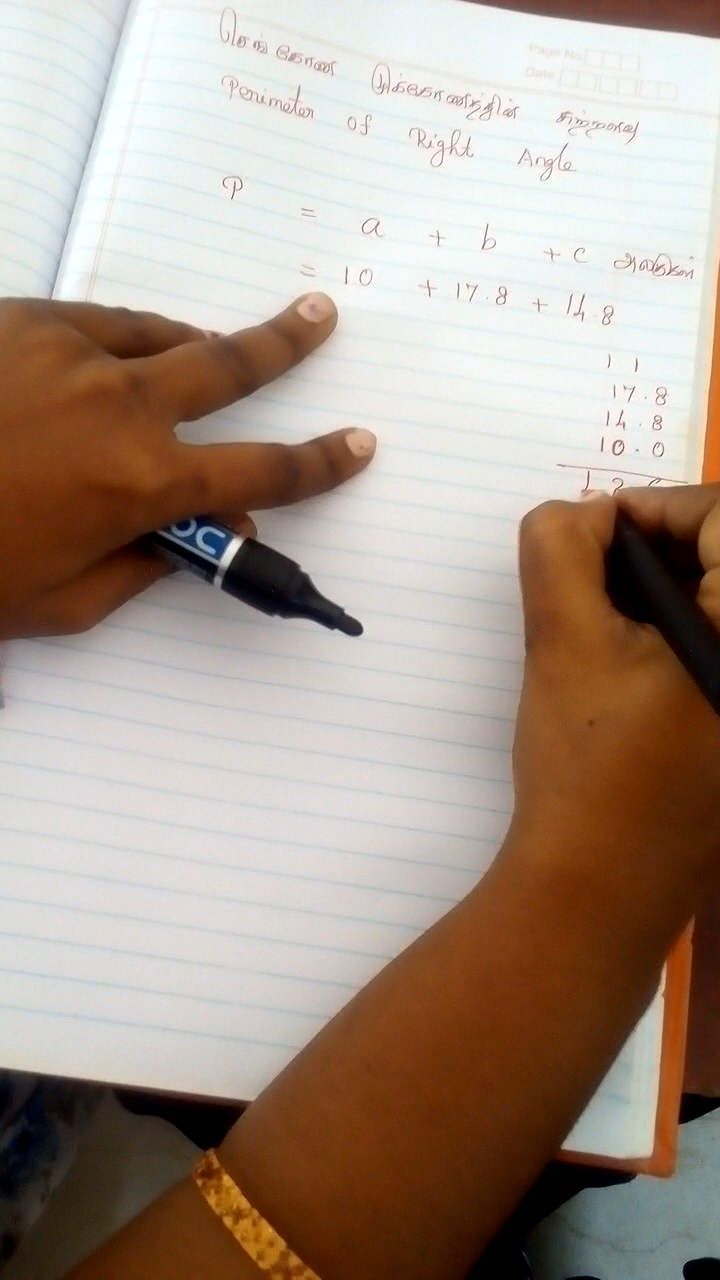 செங்கோண முக்கோணத்தின் சுற்றளவு
Page No
Date
Perimeter of Right Angle
P = a + b + c அலகுகள்
= 10 + 17.8 + 14.8
1 1
17.8
14.8
10.0